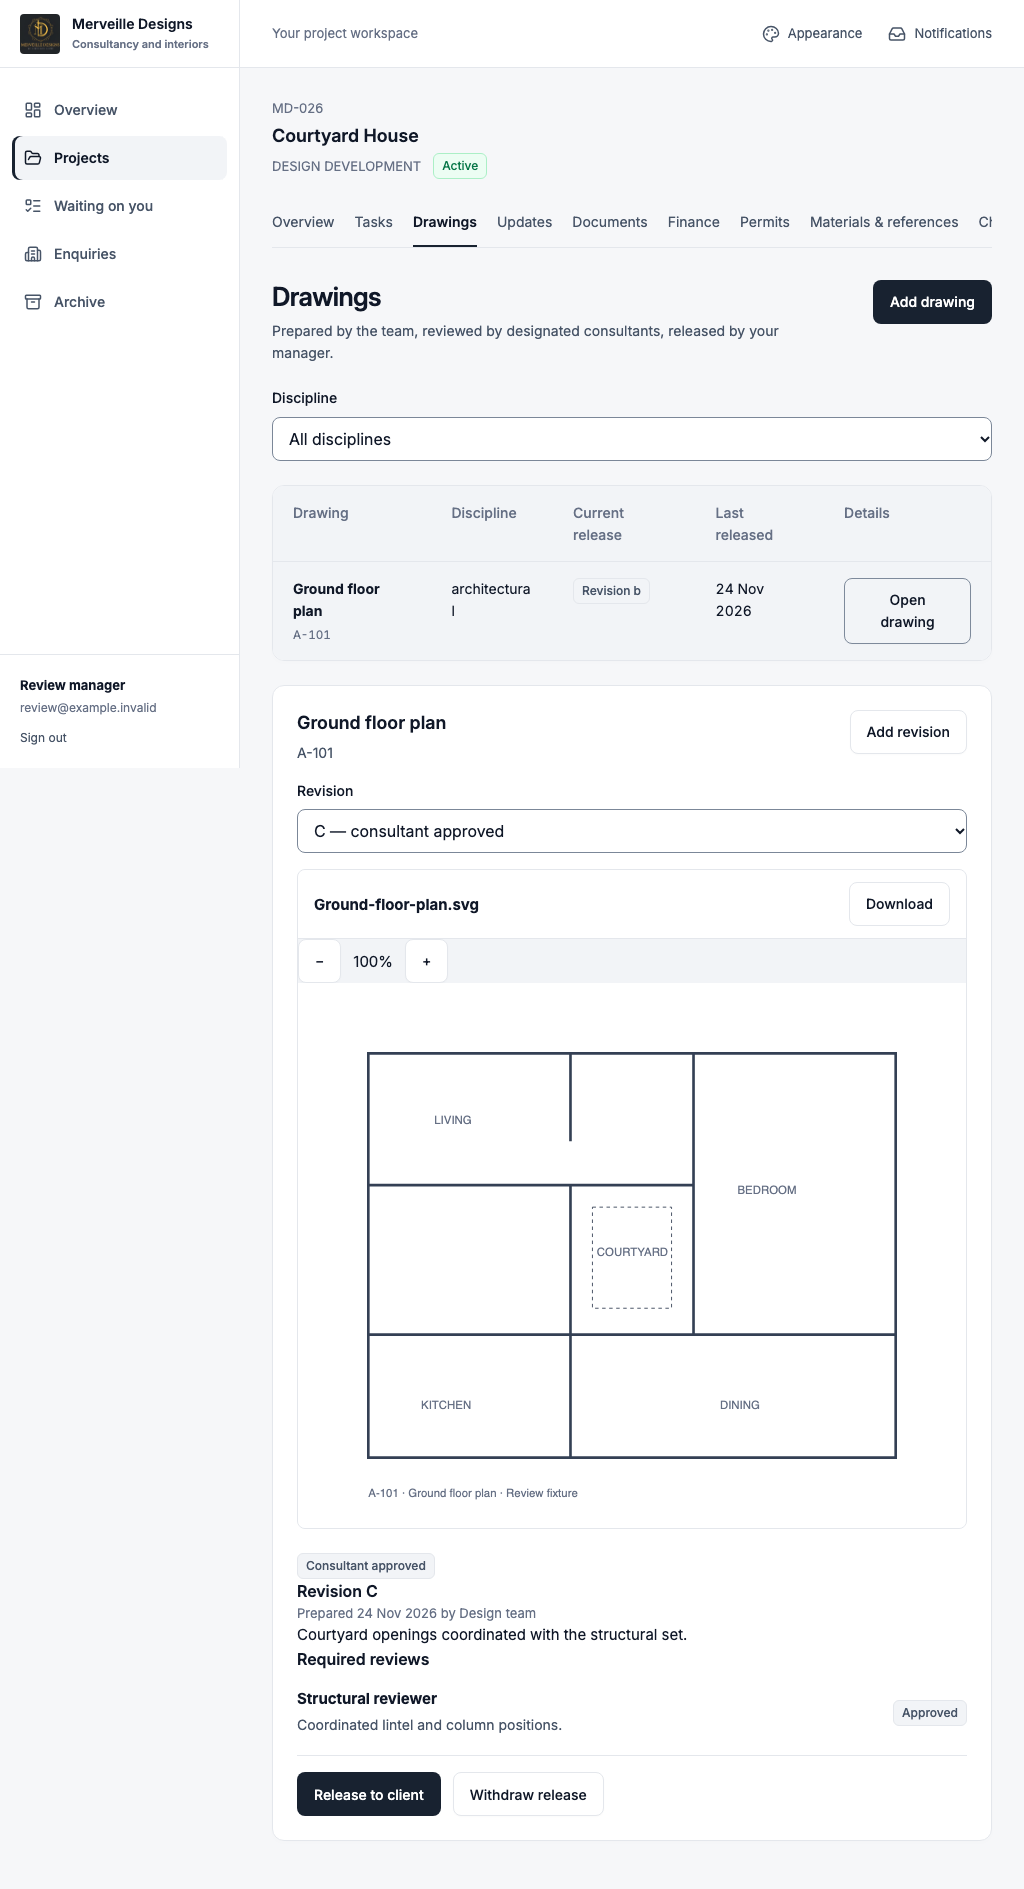 Merveille Designs
Consultancy and interiors
Your project workspace
Appearance
Notifications
Overview
Projects
Waiting on you
Enquiries
Archive
Review manager
review@example.invalid
Sign out
MD-026
Courtyard House
DESIGN DEVELOPMENT
Active
Overview
Tasks
Drawings
Updates
Documents
Finance
Permits
Materials & references
Drawings
Add drawing
Prepared by the team, reviewed by designated consultants, released by your
manager.
Discipline
All disciplines
Drawing
Discipline
Current
release
Last
released
Details
Ground floor
plan
A-101
architectura
l
Revision b
24 Nov
2026
Open
drawing
Ground floor plan
A-101
Add revision
Revision
C — consultant approved
Ground-floor-plan.svg
Download
−
100%
+
LIVING
BEDROOM
COURTYARD
KITCHEN
DINING
A-101 · Ground floor plan · Review fixture
Consultant approved
Revision C
Prepared 24 Nov 2026 by Design team
Courtyard openings coordinated with the structural set.
Required reviews
Structural reviewer
Coordinated lintel and column positions.
Approved
Release to client
Withdraw release